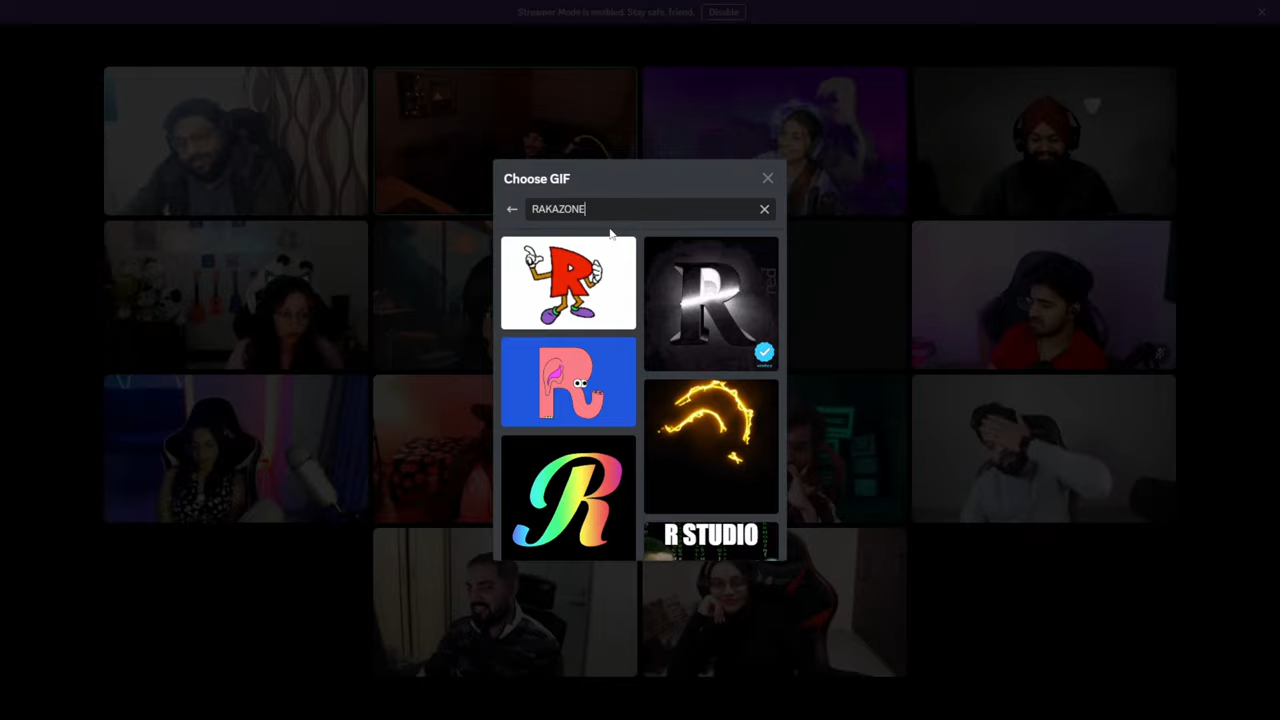 Streamer Mode is enabled. Stay safe, friend.
Disable
Choose GIF
RAKAZONE
R
R
R
R
R STUDIO